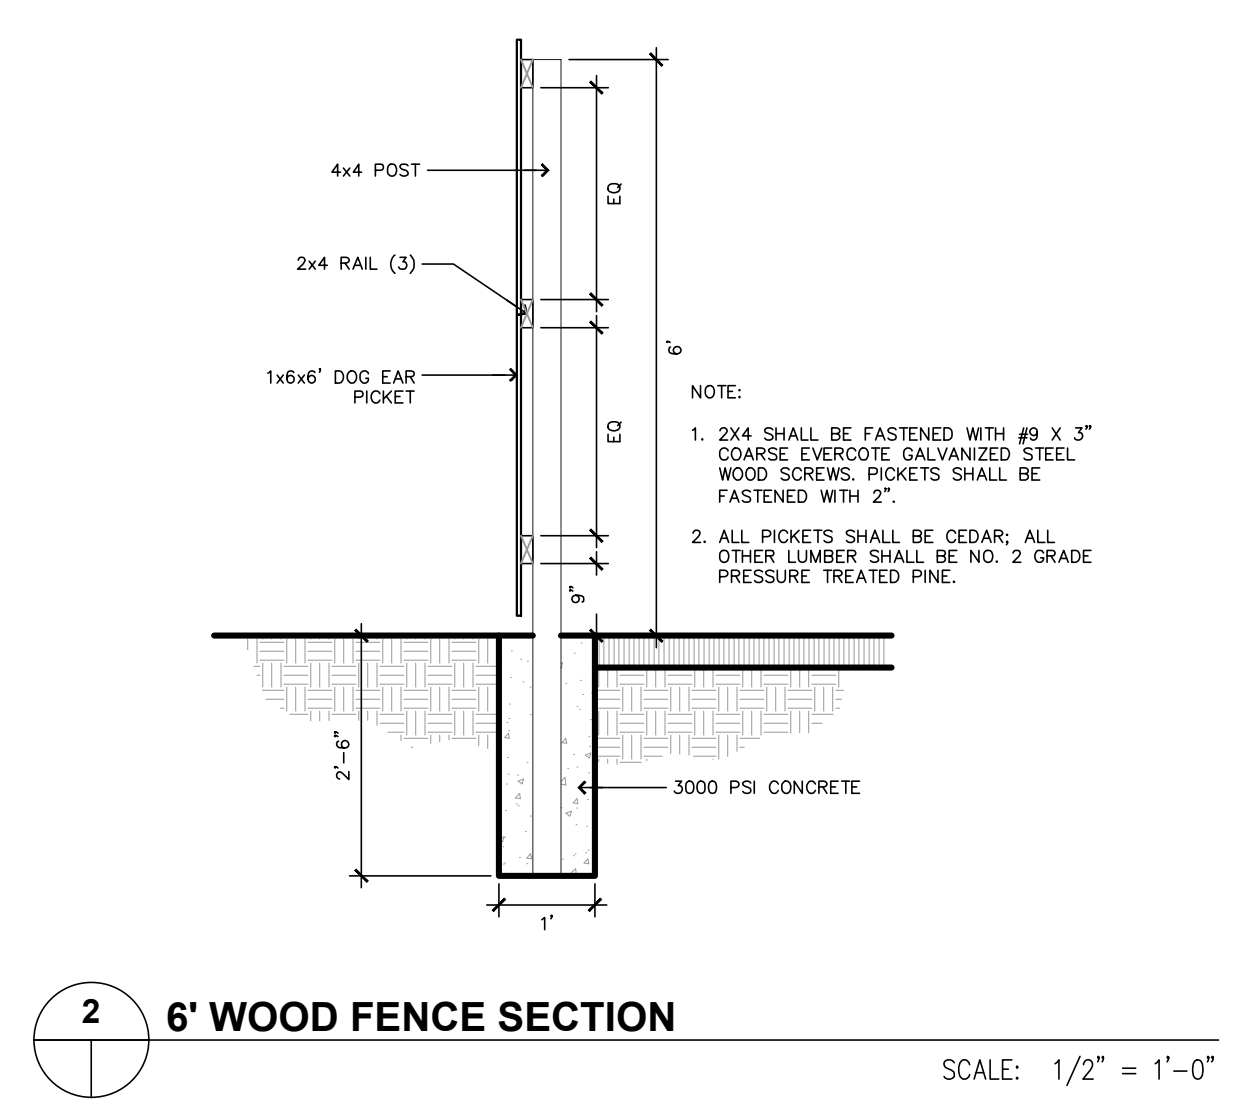 4x4 POST
EQ
2x4 RAIL (3)
6'
1x6x6' DOG EAR
PICKET
NOTE:
EQ
1. 2X4 SHALL BE FASTENED WITH #9 X 3"
COARSE EVERCOTE GALVANIZED STEEL
WOOD SCREWS. PICKETS SHALL BE
FASTENED WITH 2".
2. ALL PICKETS SHALL BE CEDAR; ALL
OTHER LUMBER SHALL BE NO. 2 GRADE
PRESSURE TREATED PINE.
9"
2'-6"
3000 PSI CONCRETE
1'
2
6' WOOD FENCE SECTION
SCALE: 1/2" = 1'-0"